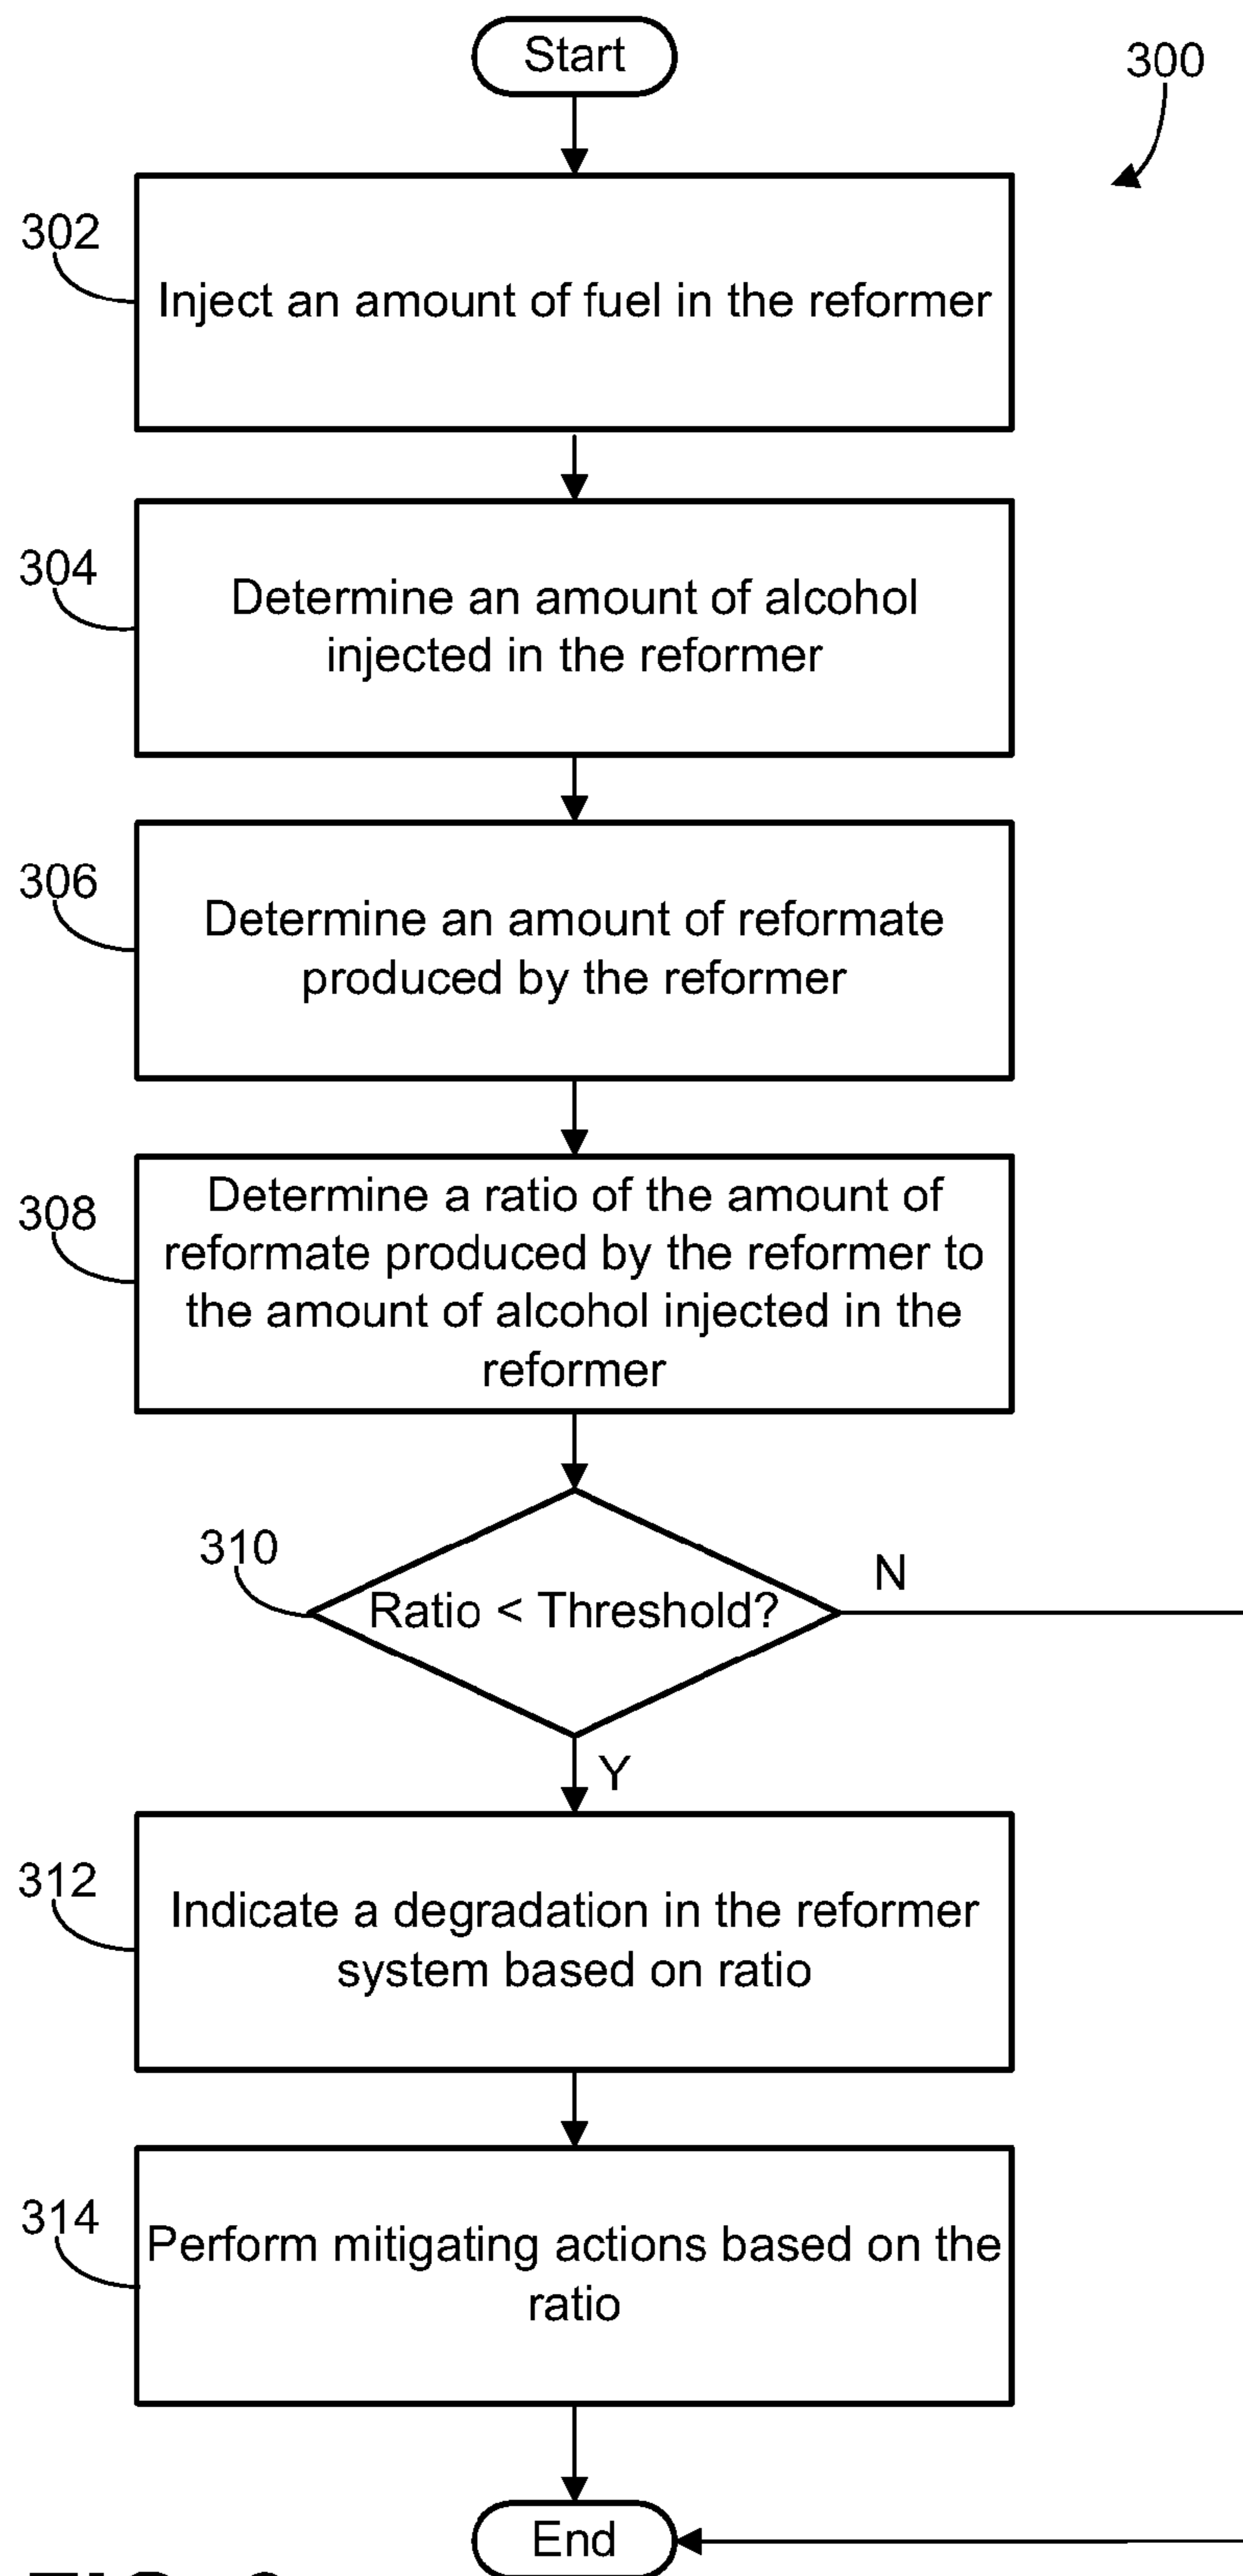 Start
300
302
Inject an amount of fuel in the reformer
304
Determine an amount of alcohol
injected in the reformer
306
Determine an amount of reformate
produced by the reformer
308
Determine a ratio of the amount of
reformate produced by the reformer to
the amount of alcohol injected in the
reformer
310
Ratio < Threshold?
N
Y
312
Indicate a degradation in the reformer
system based on ratio
314
Perform mitigating actions based on the
ratio
End